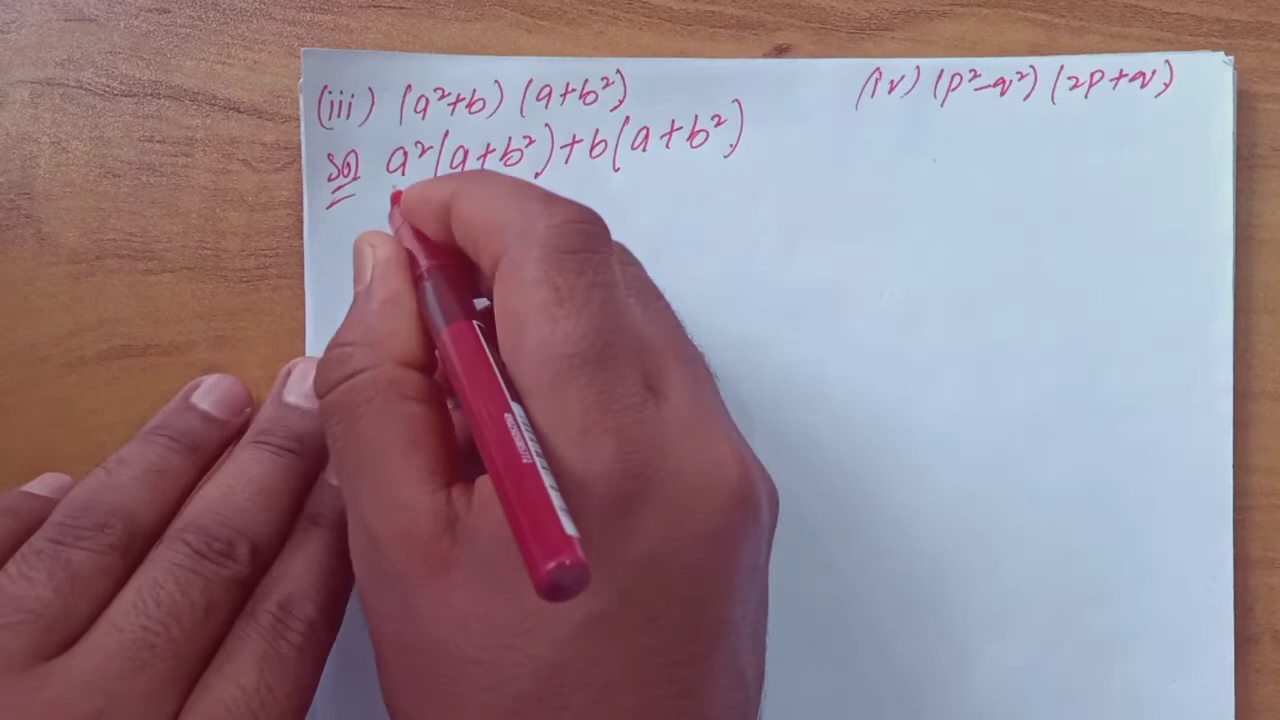 (iii) (a²+b) (a+b²)
Sol a²(a+b²)+b(a+b²)
(iv) (p²-q²) (2p+q)